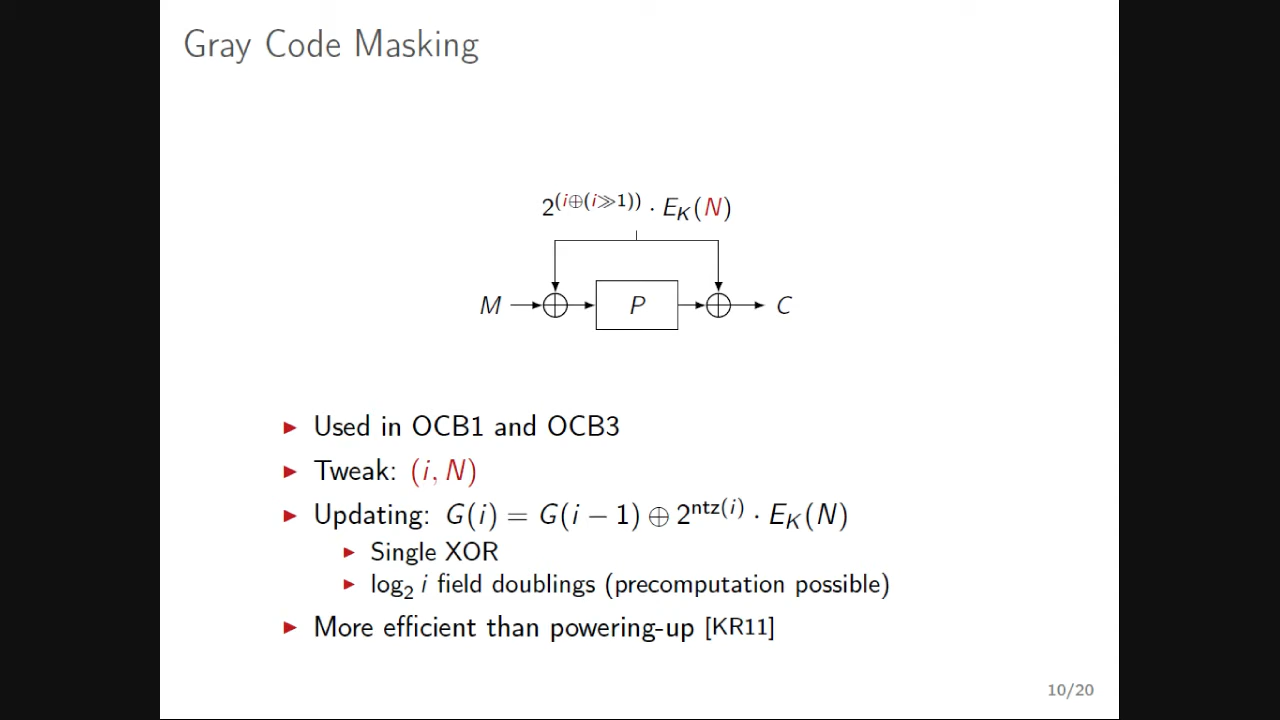 Gray Code Masking
2^(i⊕(i≫1)) · E_K(N)
M P C
▶ Used in OCB1 and OCB3
▶ Tweak: (i, N)
▶ Updating: G(i) = G(i − 1) ⊕ 2^ntz(i) · E_K(N)
▶ Single XOR
▶ log₂ i field doublings (precomputation possible)
▶ More efficient than powering-up [KR11]
10/20